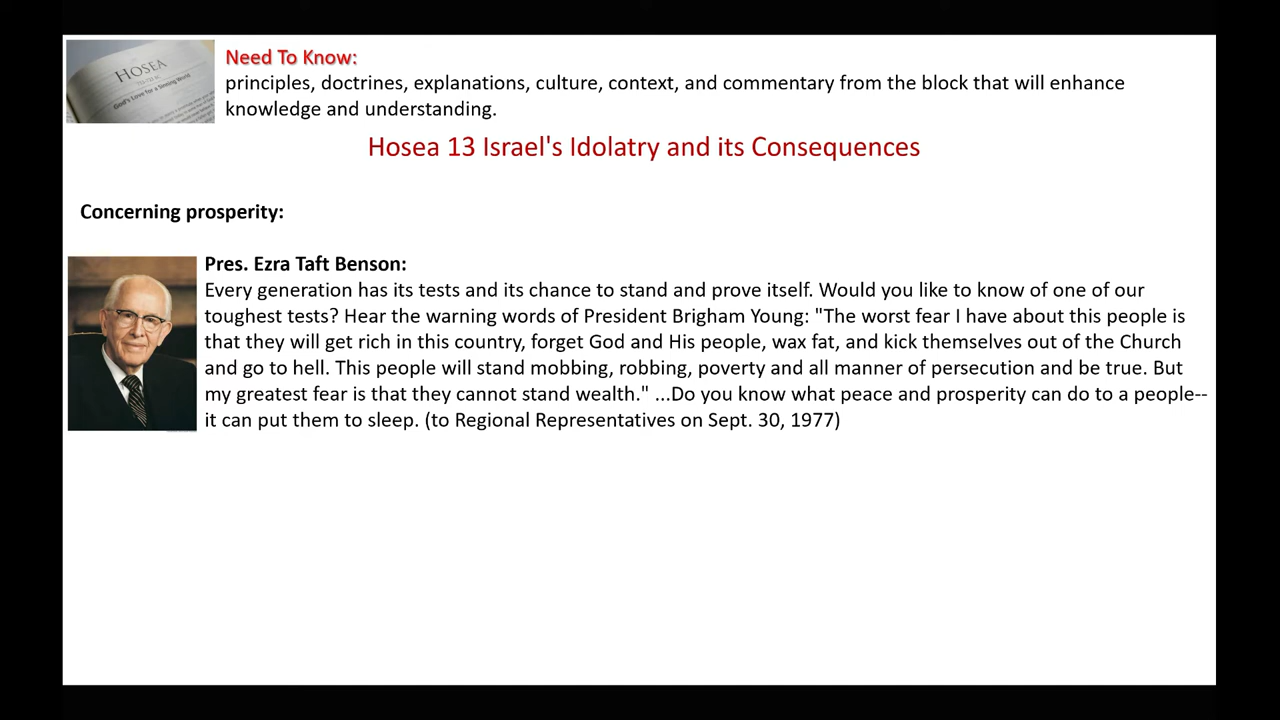 HOSEA
God's Love for a Sinning World
Need To Know:
principles, doctrines, explanations, culture, context, and commentary from the block that will enhance
knowledge and understanding.
Hosea 13 Israel's Idolatry and its Consequences
Concerning prosperity:
Pres. Ezra Taft Benson:
Every generation has its tests and its chance to stand and prove itself. Would you like to know of one of our
toughest tests? Hear the warning words of President Brigham Young: "The worst fear I have about this people is
that they will get rich in this country, forget God and His people, wax fat, and kick themselves out of the Church
and go to hell. This people will stand mobbing, robbing, poverty and all manner of persecution and be true. But
my greatest fear is that they cannot stand wealth." ...Do you know what peace and prosperity can do to a people--
it can put them to sleep. (to Regional Representatives on Sept. 30, 1977)